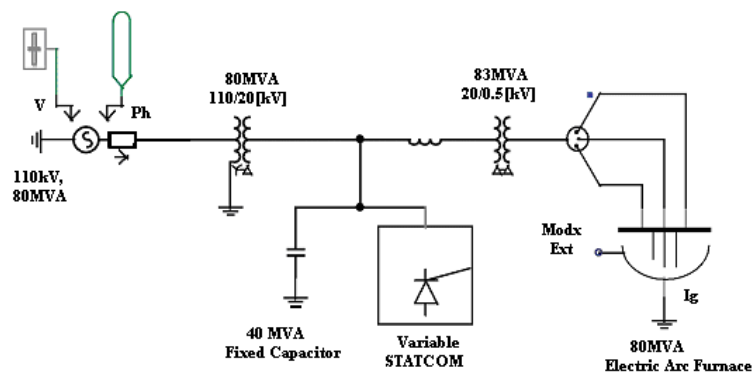 80MVA
110/20[kV]
83MVA
20/0.5[kV]
V
Ph
S
110kV,
80MVA
Y
Modx
Ext
Ig
40 MVA
Fixed Capacitor
Variable
STATCOM
80MVA
Electric Arc Furnace